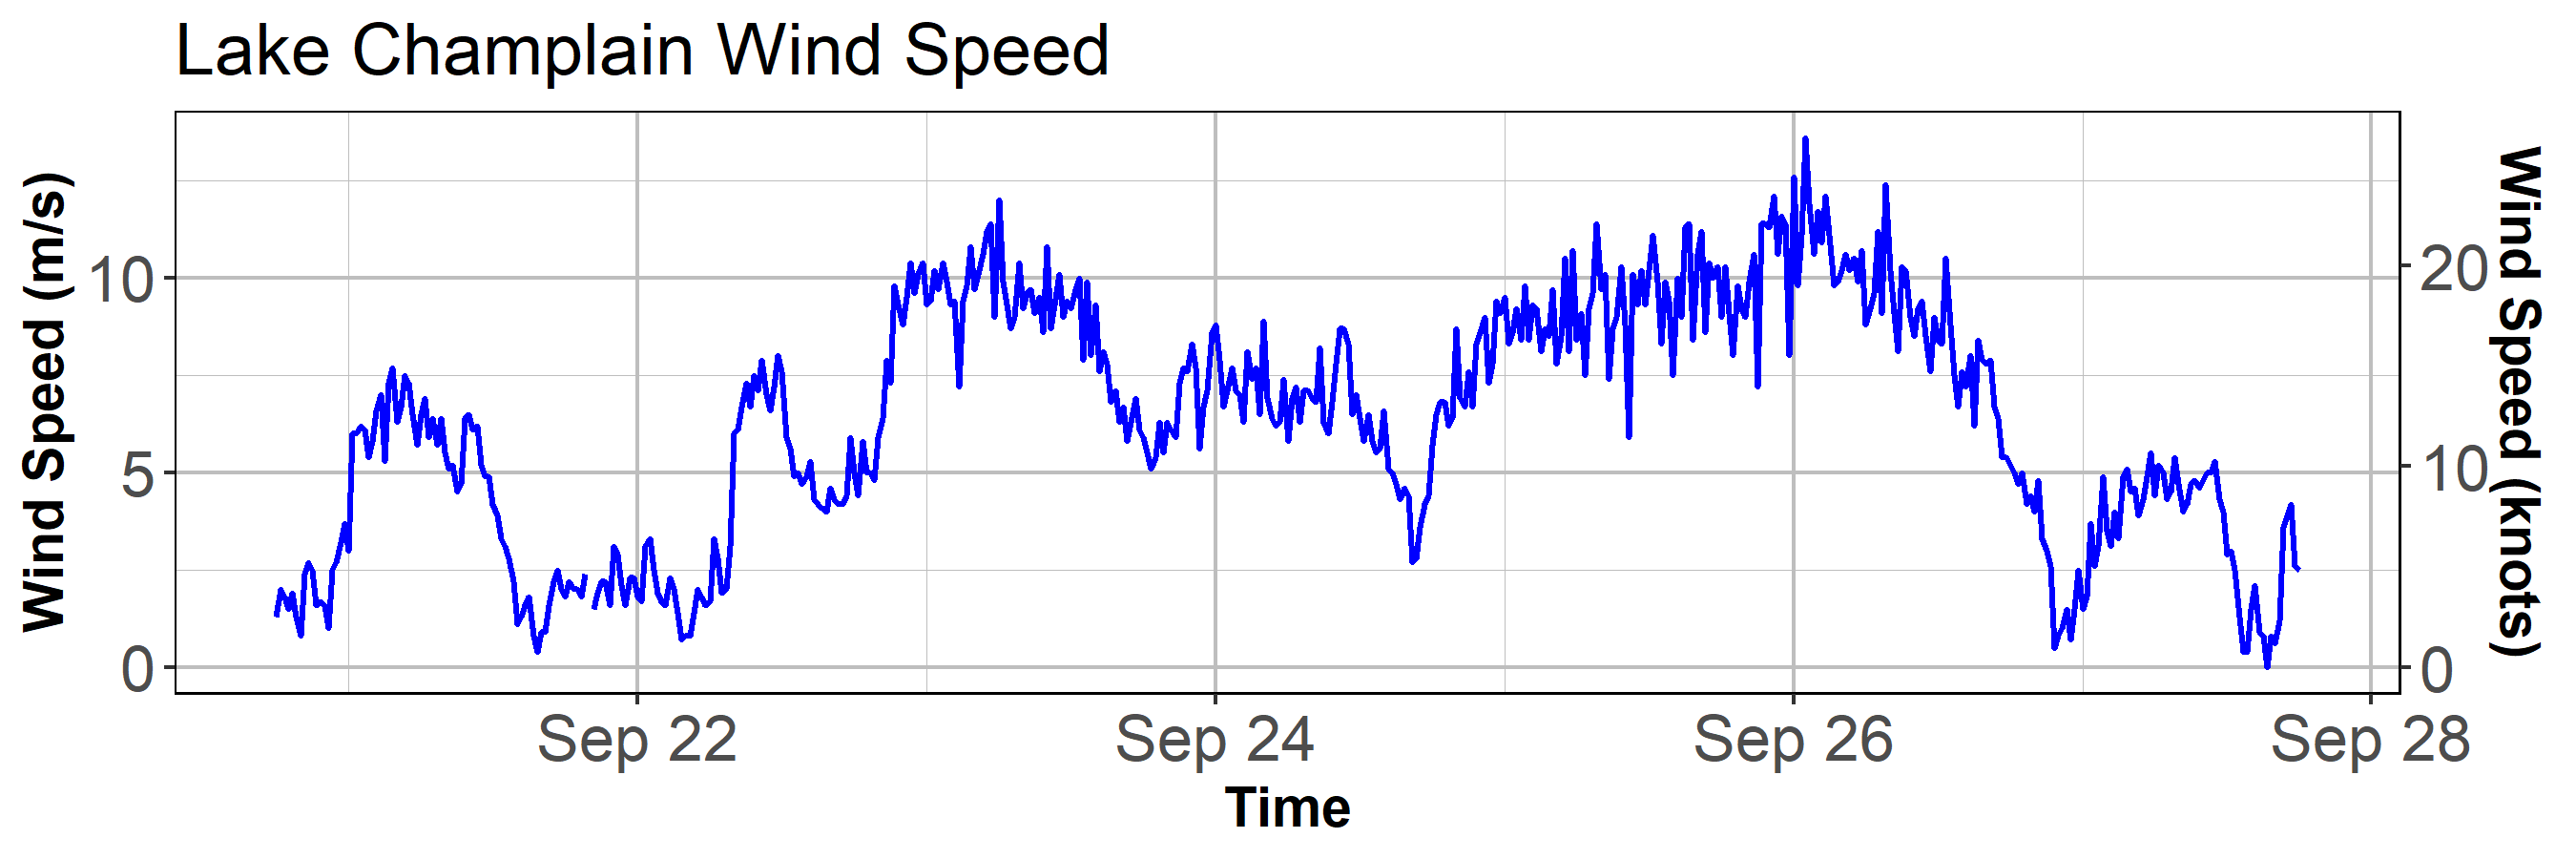 Lake Champlain Wind Speed
Wind Speed (m/s)
10
5
0
20
10
0
Wind Speed (knots)
Sep 22
Sep 24
Sep 26
Sep 28
Time